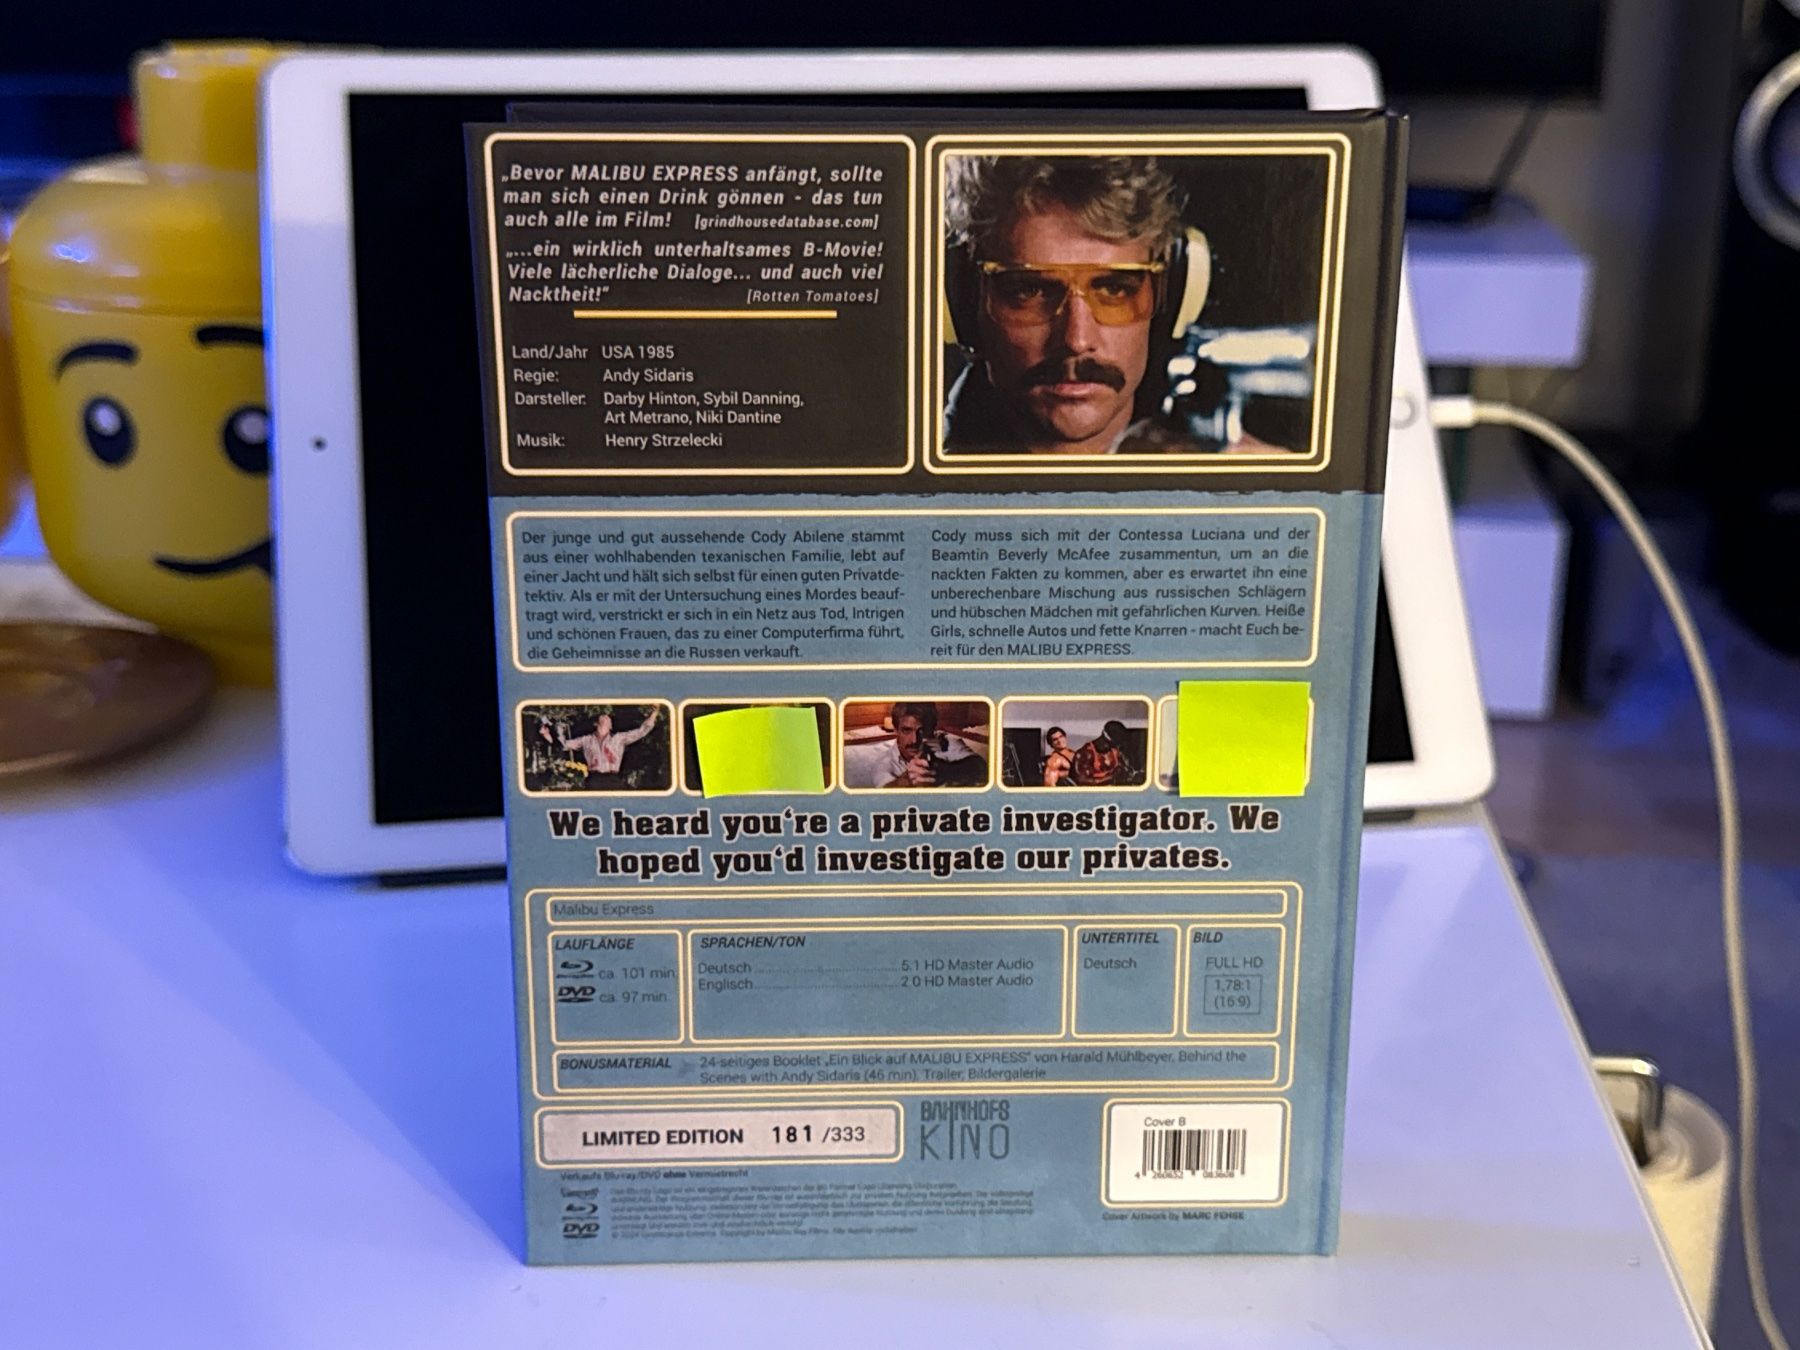 „Bevor MALIBU EXPRESS anfängt, sollte
man sich einen Drink gönnen - das tun
auch alle im Film! [grindhousedatabase.com]
„...ein wirklich unterhaltsames B-Movie!
Viele lächerliche Dialoge... und auch viel
Nacktheit!“ [Rotten Tomatoes]
Land/Jahr USA 1985
Regie: Andy Sidaris
Darsteller: Darby Hinton, Sybil Danning,
Art Metrano, Niki Dantine
Musik: Henry Strzelecki
Der junge und gut aussehende Cody Abilene stammt
aus einer wohlhabenden texanischen Familie, lebt auf
einer Jacht und hält sich selbst für einen guten Privatde-
tektiv. Als er mit der Untersuchung eines Mordes beauf-
tragt wird, verstrickt er sich in ein Netz aus Tod, Intrigen
und schönen Frauen, das zu einer Computerfirma führt,
die Geheimnisse an die Russen verkauft.
Cody muss sich mit der Contessa Luciana und der
Beamtin Beverly McAfee zusammentun, um an die
nackten Fakten zu kommen, aber es erwartet ihn eine
unberechenbare Mischung aus russischen Schlägern
und hübschen Mädchen mit gefährlichen Kurven. Heiße
Girls, schnelle Autos und fette Knarren - macht Euch be-
reit für den MALIBU EXPRESS.
We heard you‘re a private investigator. We
hoped you‘d investigate our privates.
Malibu Express
LAUFLÄNGE
ca. 101 min.
DVD ca. 97 min.
SPRACHEN/TON
Deutsch 5.1 HD Master Audio
Englisch 2.0 HD Master Audio
UNTERTITEL
Deutsch
BILD
FULL HD
1,78:1
(16:9)
BONUSMATERIAL 24-seitiges Booklet „Ein Blick auf MALIBU EXPRESS“ von Harald Mühlbeyer, Behind the
Scenes with Andy Sidaris (46 min), Trailer, Bildergalerie
LIMITED EDITION 181 /333
BAHNHOFS
KINO
Cover B
4 260652 083608
Verkaufs Blu-ray/DVD ohne Vermietrecht
DVD
Cover Artwork by MARC FEHSE